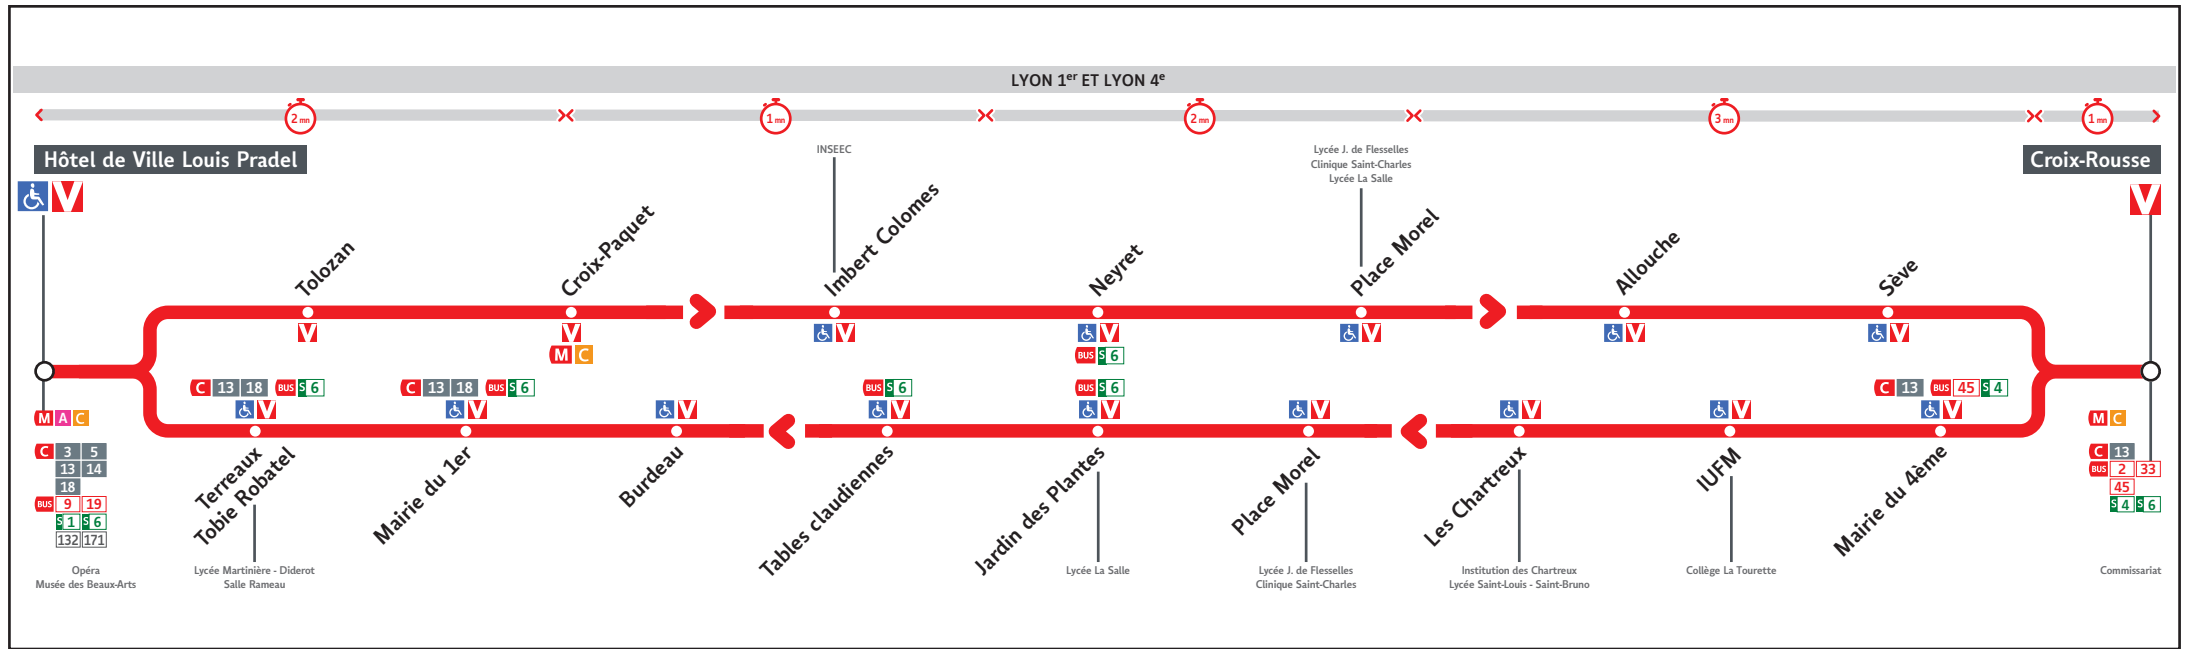 LYON 1er ET LYON 4e
2 mn
1 mn
2 mn
3 mn
1 mn
Hôtel de Ville Louis Pradel
Croix-Rousse
INSEEC
Lycée J. de Flesselles
Clinique Saint-Charles
Lycée La Salle
V
V
Tolozan
Croix-Paquet
Imbert Colomes
Neyret
Place Morel
Allouche
Sève
V
V
V
V
V
V
V
M C
BUS S 6
C 13 18 BUS S 6
C 13 18 BUS S 6
BUS S 6
BUS S 6
C 13 BUS 45 S 4
V
V
V
V
V
V
V
V
V
M A C
C 3 5
13 14
18
BUS 9 19
S 1 S 6
132 171
Opéra
Musée des Beaux-Arts
Terreaux
Tobie Robatel
Mairie du 1er
Burdeau
Tables claudiennes
Jardin des Plantes
Place Morel
Les Chartreux
IUFM
Mairie du 4ème
M C
C 13
BUS 2 33
45
S 4 S 6
Lycée Martinière - Diderot
Salle Rameau
Lycée La Salle
Lycée J. de Flesselles
Clinique Saint-Charles
Institution des Chartreux
Lycée Saint-Louis - Saint-Bruno
Collège La Tourette
Commissariat